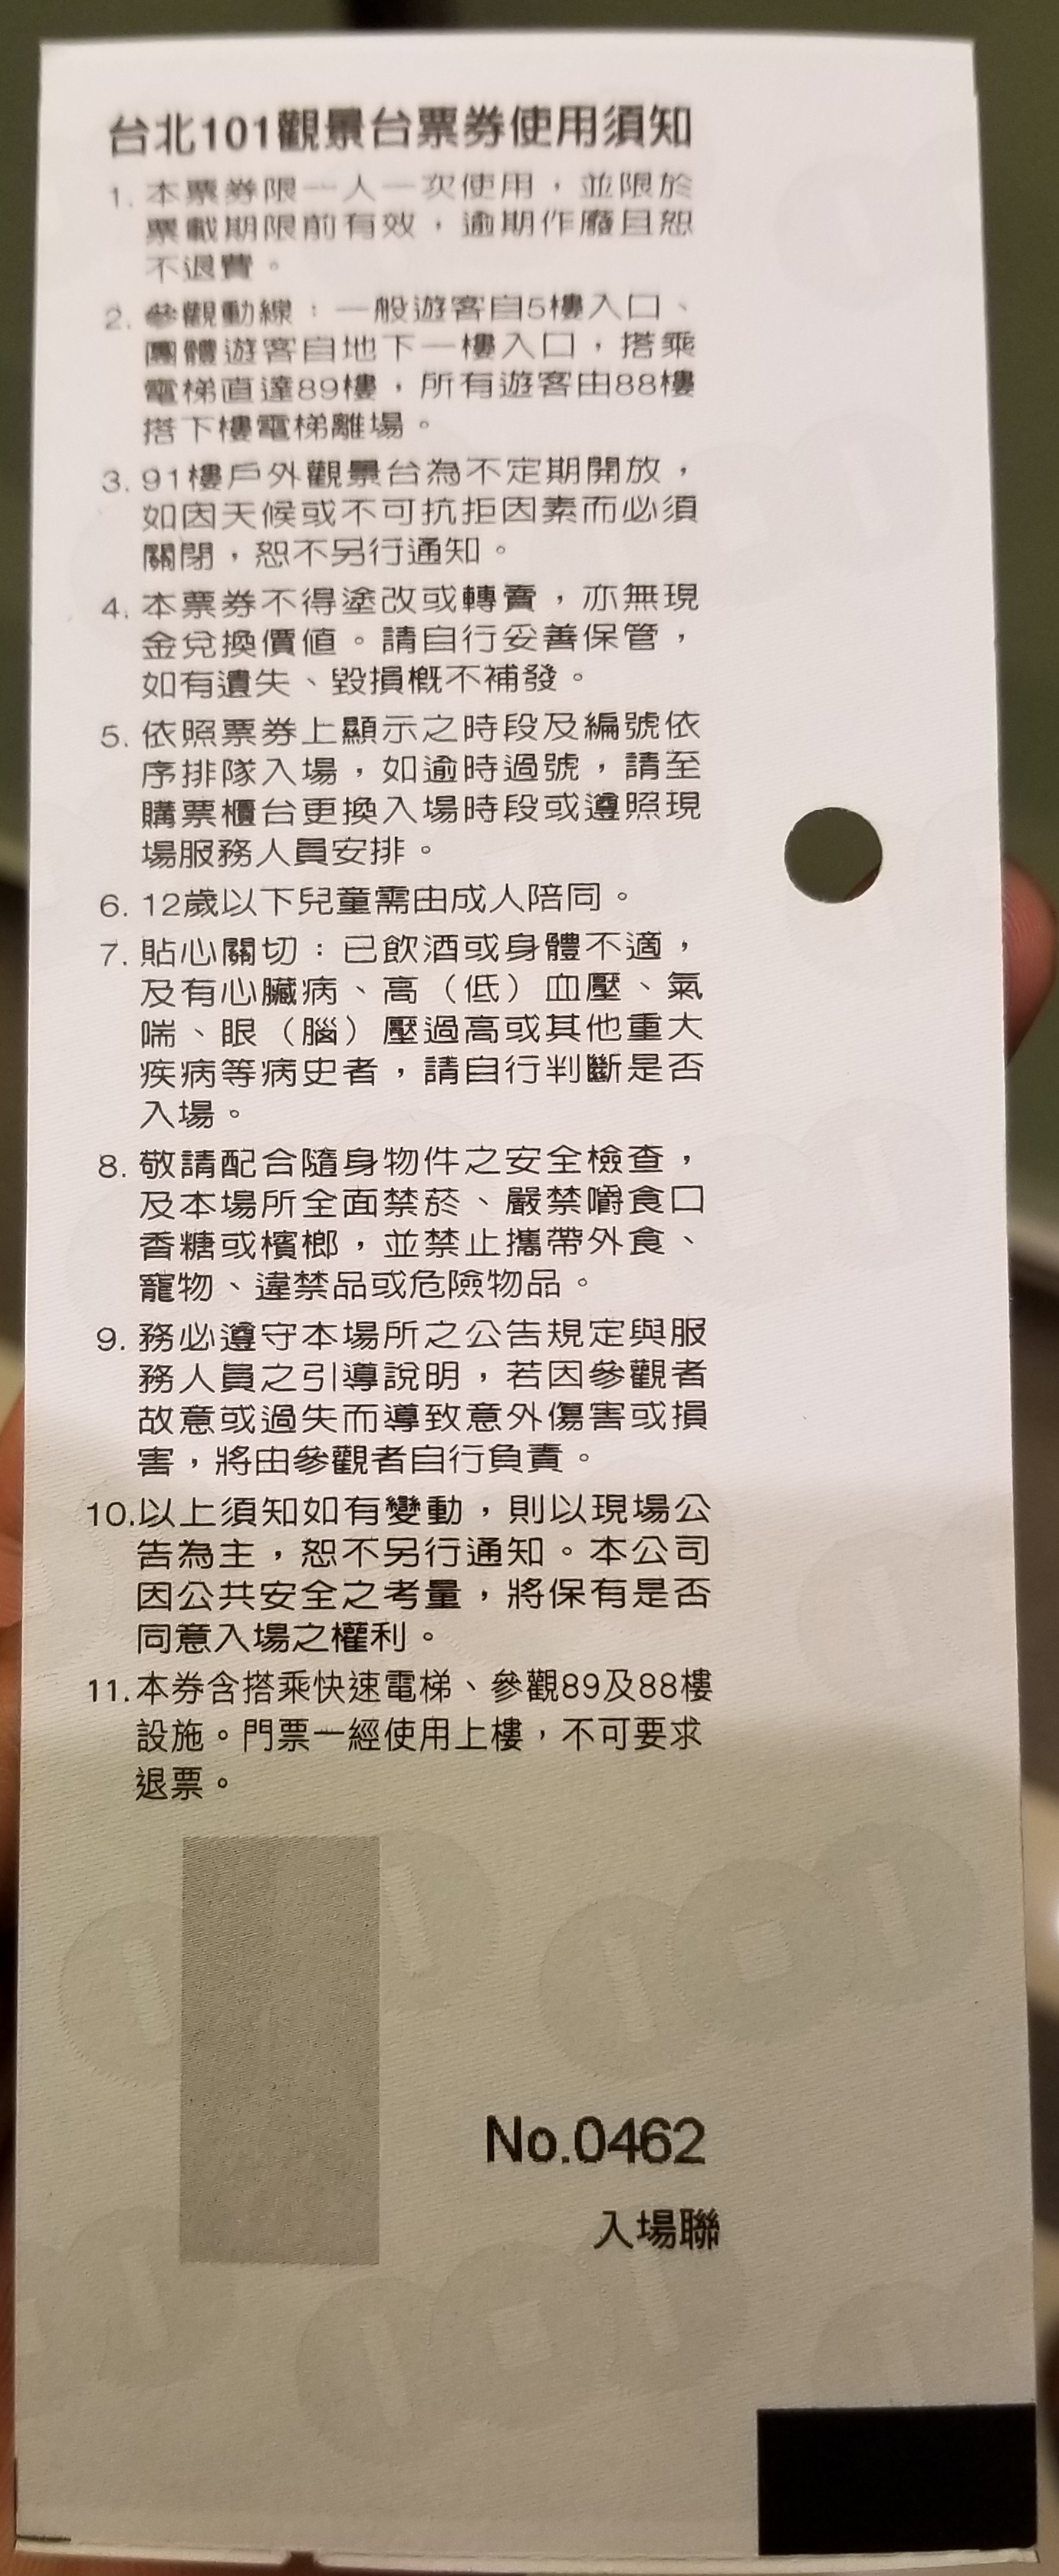 台北101觀景台票券使用須知
1. 本票券限一人一次使用，並限於
票載期限前有效，逾期作廢且恕
不退費。
2. 參觀動線：一般遊客自5樓入口、
團體遊客自地下一樓入口，搭乘
電梯直達89樓，所有遊客由88樓
搭下樓電梯離場。
3. 91樓戶外觀景台為不定期開放，
如因天候或不可抗拒因素而必須
關閉，恕不另行通知。
4. 本票券不得塗改或轉賣，亦無現
金兌換價值。請自行妥善保管，
如有遺失、毀損概不補發。
5. 依照票券上顯示之時段及編號依
序排隊入場，如逾時過號，請至
購票櫃台更換入場時段或遵照現
場服務人員安排。
6. 12歲以下兒童需由成人陪同。
7. 貼心關切：已飲酒或身體不適，
及有心臟病、高（低）血壓、氣
喘、眼（腦）壓過高或其他重大
疾病等病史者，請自行判斷是否
入場。
8. 敬請配合隨身物件之安全檢查，
及本場所全面禁菸、嚴禁嚼食口
香糖或檳榔，並禁止攜帶外食、
寵物、違禁品或危險物品。
9. 務必遵守本場所之公告規定與服
務人員之引導說明，若因參觀者
故意或過失而導致意外傷害或損
害，將由參觀者自行負責。
10.以上須知如有變動，則以現場公
告為主，恕不另行通知。本公司
因公共安全之考量，將保有是否
同意入場之權利。
11.本券含搭乘快速電梯、參觀89及88樓
設施。門票一經使用上樓，不可要求
退票。
No.0462
入場聯